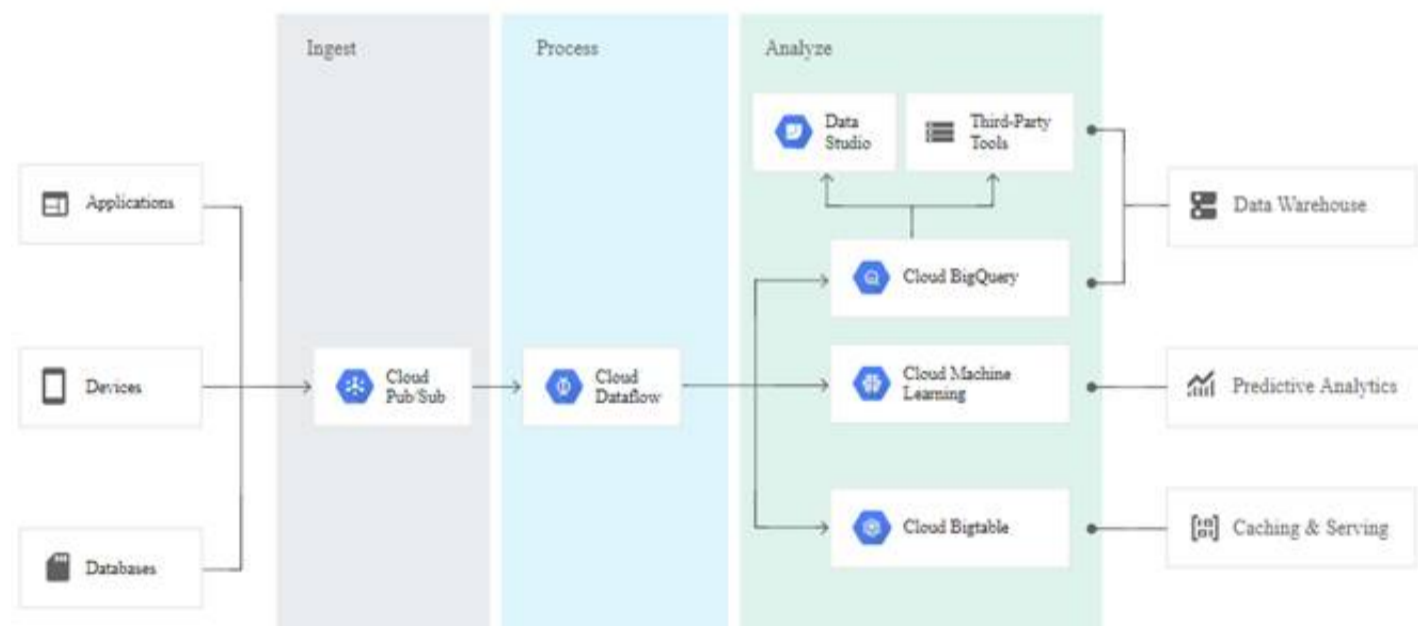 Ingest
Process
Analyze
Data
Studio
Third-Party
Tools
Applications
Data Warehouse
Cloud BigQuery
Devices
Cloud
Pub/Sub
Cloud
Dataflow
Cloud Machine
Learning
Predictive Analytics
Databases
Cloud Bigtable
Caching & Serving